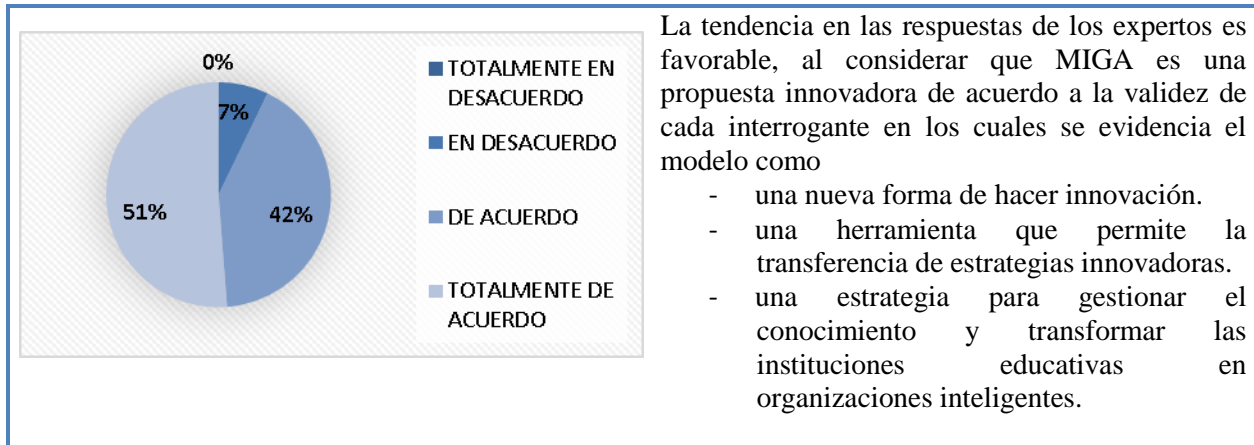 0%
7%
42%
51%
TOTALMENTE EN
DESACUERDO
EN DESACUERDO
DE ACUERDO
TOTALMENTE DE
ACUERDO
La tendencia en las respuestas de los expertos es
favorable, al considerar que MIGA es una
propuesta innovadora de acuerdo a la validez de
cada interrogante en los cuales se evidencia el
modelo como
- una nueva forma de hacer innovación.
- una herramienta que permite la
transferencia de estrategias innovadoras.
- una estrategia para gestionar el
conocimiento y transformar las
instituciones educativas en
organizaciones inteligentes.